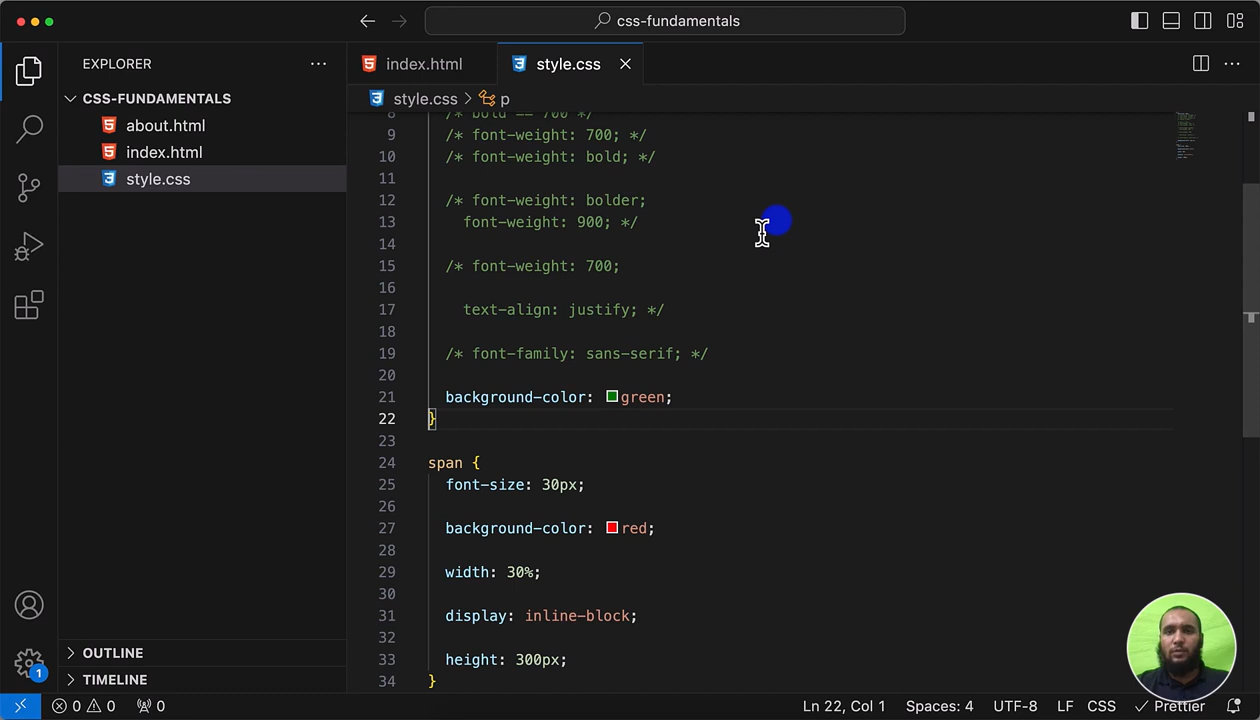 css-fundamentals
EXPLORER
index.html
style.css
CSS-FUNDAMENTALS
style.css > p
about.html
index.html
style.css
8 /* bold == 700 */
9 /* font-weight: 700; */
10 /* font-weight: bold; */
11
12 /* font-weight: bolder;
13 font-weight: 900; */
14
15 /* font-weight: 700;
16
17 text-align: justify; */
18
19 /* font-family: sans-serif; */
20
21 background-color: green;
22 }
23
24 span {
25 font-size: 30px;
26
27 background-color: red;
28
29 width: 30%;
30
31 display: inline-block;
32
33 height: 300px;
34 }
OUTLINE
TIMELINE
1
0 0 0 Ln 22, Col 1 Spaces: 4 UTF-8 LF CSS Prettier